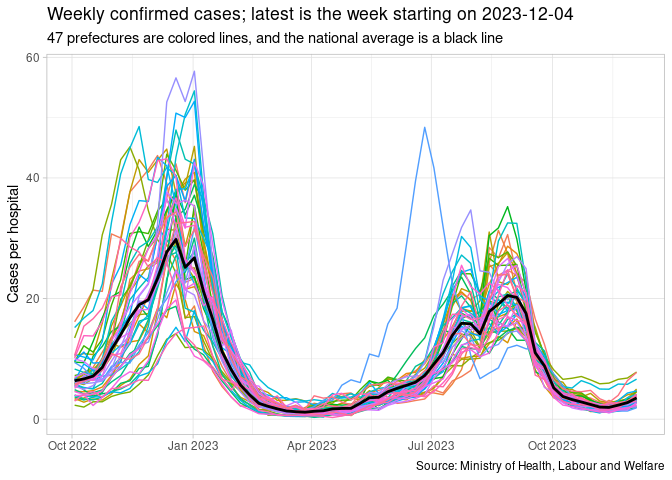 Weekly confirmed cases; latest is the week starting on 2023-12-04
47 prefectures are colored lines, and the national average is a black line
Cases per hospital
60
40
20
0
Oct 2022
Jan 2023
Apr 2023
Jul 2023
Oct 2023
Source: Ministry of Health, Labour and Welfare